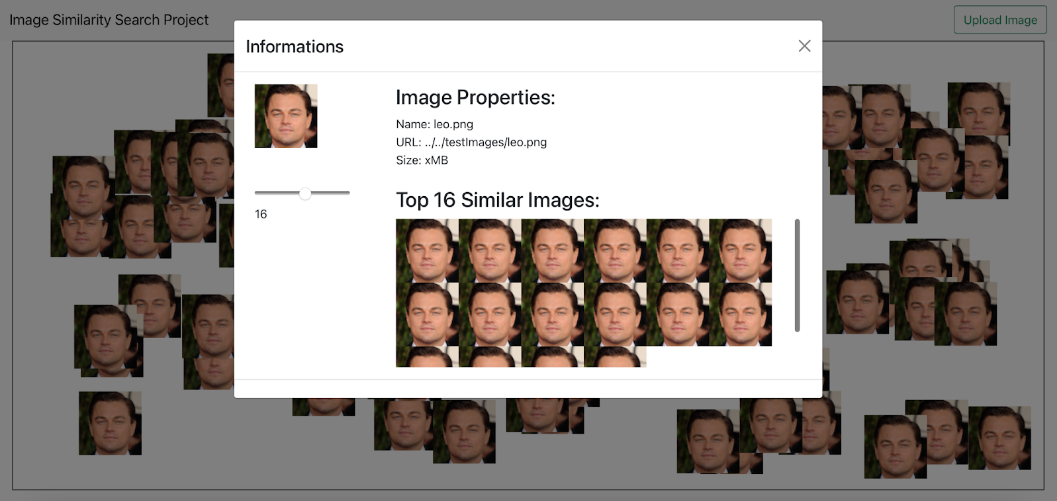 Image Similarity Search Project
Upload Image
Informations
Image Properties:
Name: leo.png
URL: ../../testImages/leo.png
Size: xMB
16
Top 16 Similar Images: